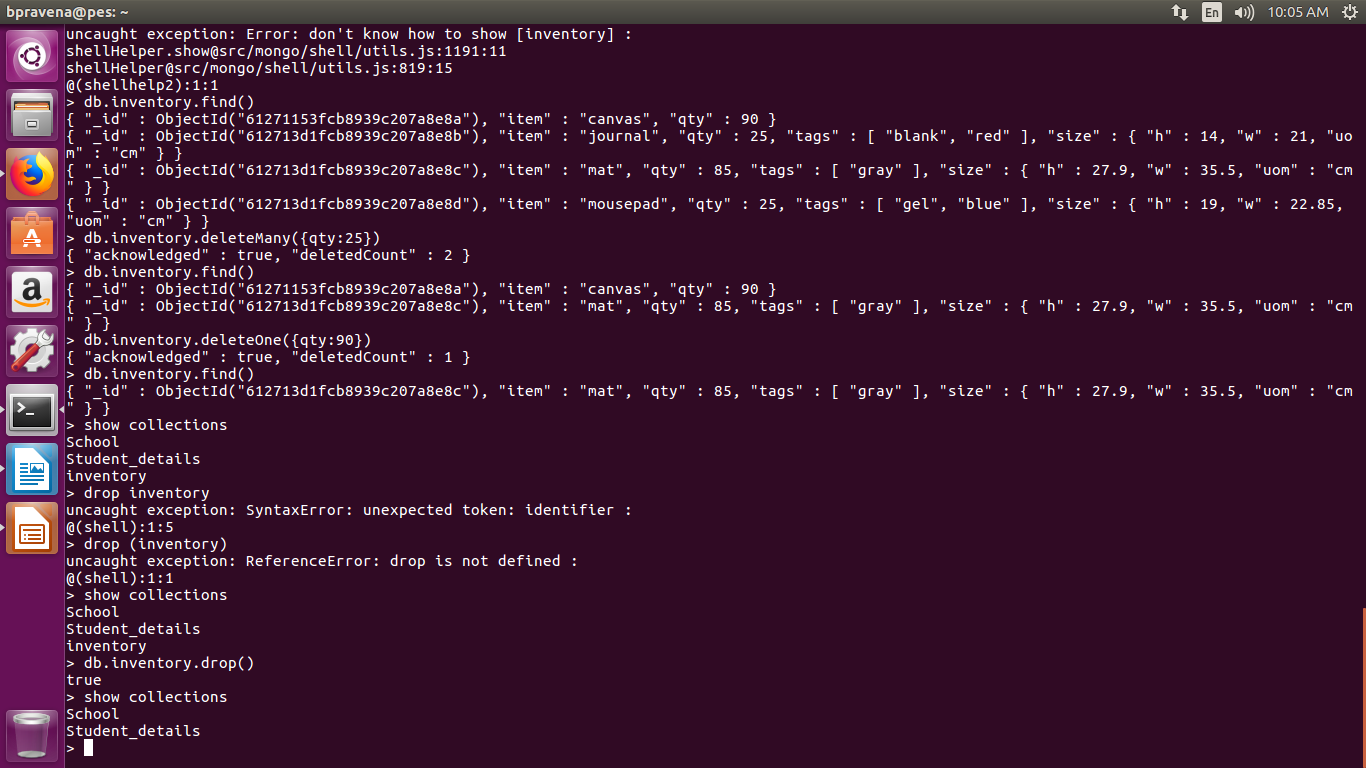 bpravena@pes: ~
En
10:05 AM
uncaught exception: Error: don't know how to show [inventory] :
shellHelper.show@src/mongo/shell/utils.js:1191:11
shellHelper@src/mongo/shell/utils.js:819:15
@(shellhelp2):1:1
> db.inventory.find()
{ "_id" : ObjectId("61271153fcb8939c207a8e8a"), "item" : "canvas", "qty" : 90 }
{ "_id" : ObjectId("612713d1fcb8939c207a8e8b"), "item" : "journal", "qty" : 25, "tags" : [ "blank", "red" ], "size" : { "h" : 14, "w" : 21, "uo
m" : "cm" } }
{ "_id" : ObjectId("612713d1fcb8939c207a8e8c"), "item" : "mat", "qty" : 85, "tags" : [ "gray" ], "size" : { "h" : 27.9, "w" : 35.5, "uom" : "cm
" } }
{ "_id" : ObjectId("612713d1fcb8939c207a8e8d"), "item" : "mousepad", "qty" : 25, "tags" : [ "gel", "blue" ], "size" : { "h" : 19, "w" : 22.85,
"uom" : "cm" } }
> db.inventory.deleteMany({qty:25})
{ "acknowledged" : true, "deletedCount" : 2 }
> db.inventory.find()
{ "_id" : ObjectId("61271153fcb8939c207a8e8a"), "item" : "canvas", "qty" : 90 }
{ "_id" : ObjectId("612713d1fcb8939c207a8e8c"), "item" : "mat", "qty" : 85, "tags" : [ "gray" ], "size" : { "h" : 27.9, "w" : 35.5, "uom" : "cm
" } }
> db.inventory.deleteOne({qty:90})
{ "acknowledged" : true, "deletedCount" : 1 }
> db.inventory.find()
{ "_id" : ObjectId("612713d1fcb8939c207a8e8c"), "item" : "mat", "qty" : 85, "tags" : [ "gray" ], "size" : { "h" : 27.9, "w" : 35.5, "uom" : "cm
" } }
> show collections
School
Student_details
inventory
> drop inventory
uncaught exception: SyntaxError: unexpected token: identifier :
@(shell):1:5
> drop (inventory)
uncaught exception: ReferenceError: drop is not defined :
@(shell):1:1
> show collections
School
Student_details
inventory
> db.inventory.drop()
true
> show collections
School
Student_details
>